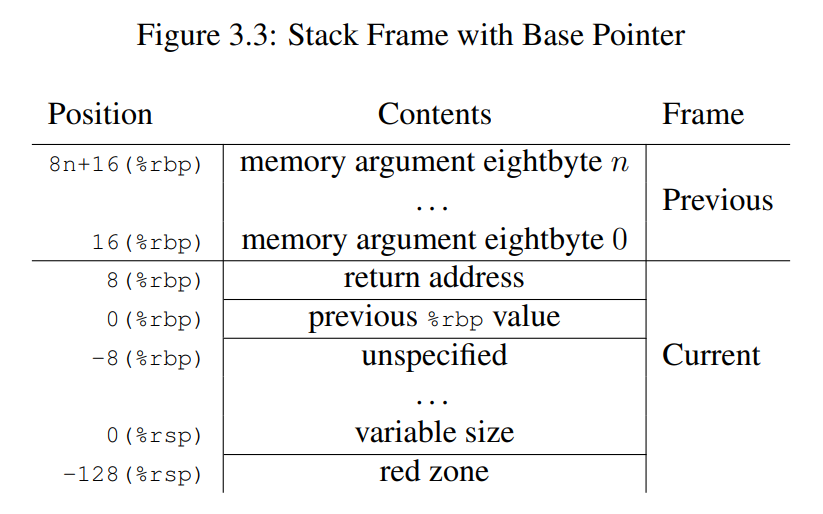 Figure 3.3: Stack Frame with Base Pointer
Position Contents Frame
8n+16(%rbp) memory argument eightbyte n
. . . Previous
16(%rbp) memory argument eightbyte 0
8(%rbp) return address
0(%rbp) previous %rbp value
-8(%rbp) unspecified Current
. . .
0(%rsp) variable size
-128(%rsp) red zone